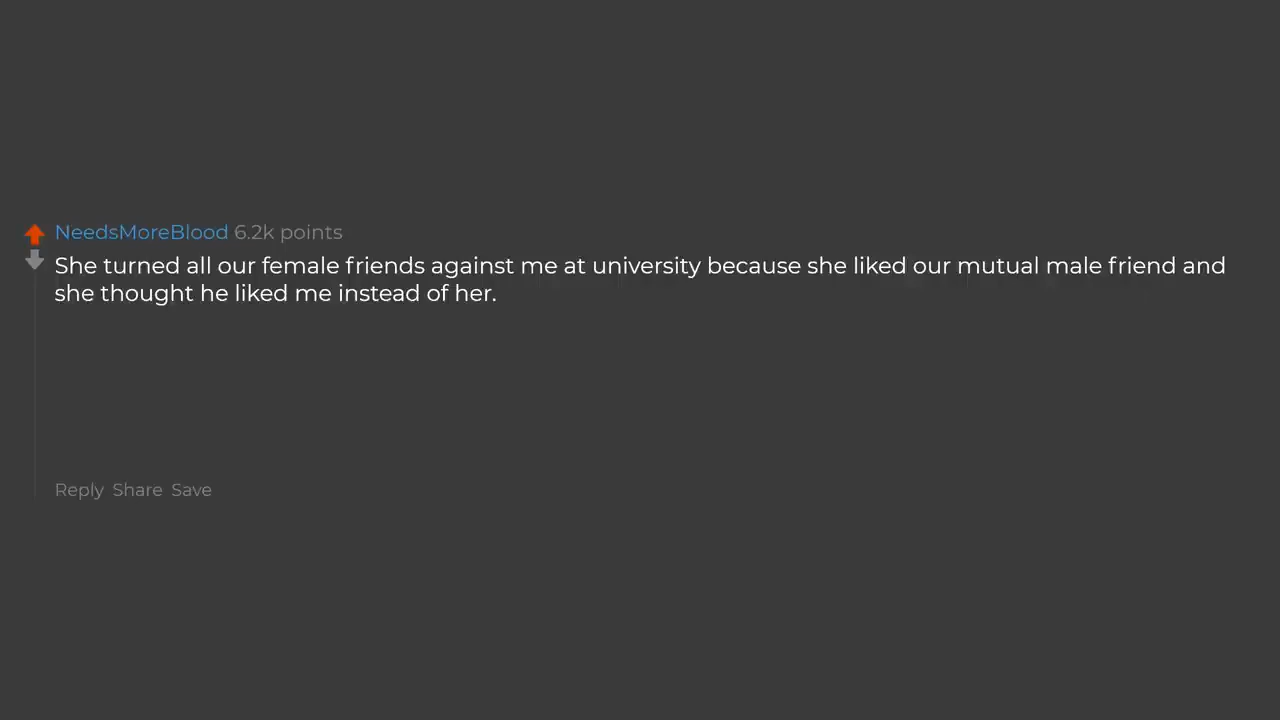 NeedsMoreBlood 6.2k points
She turned all our female friends against me at university because she liked our mutual male friend and
she thought he liked me instead of her.
Reply Share Save